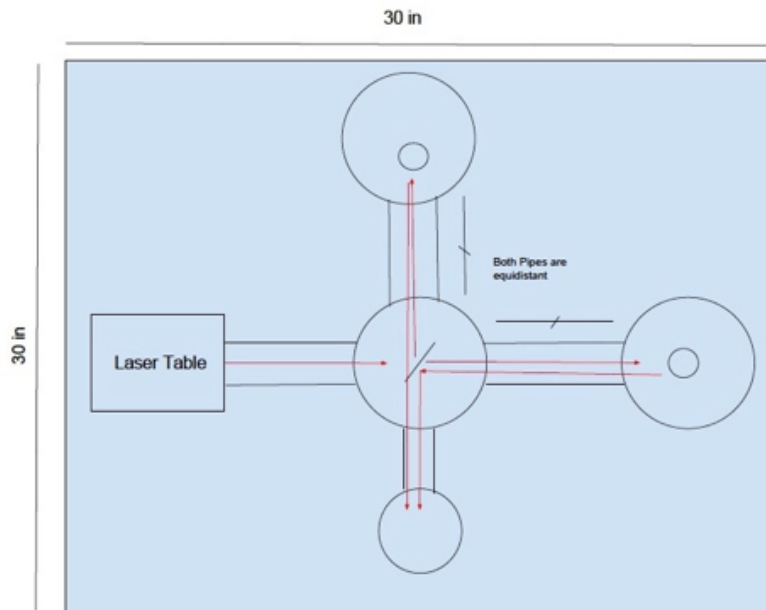 30 in
30 in
Both Pipes are
equidistant
Laser Table